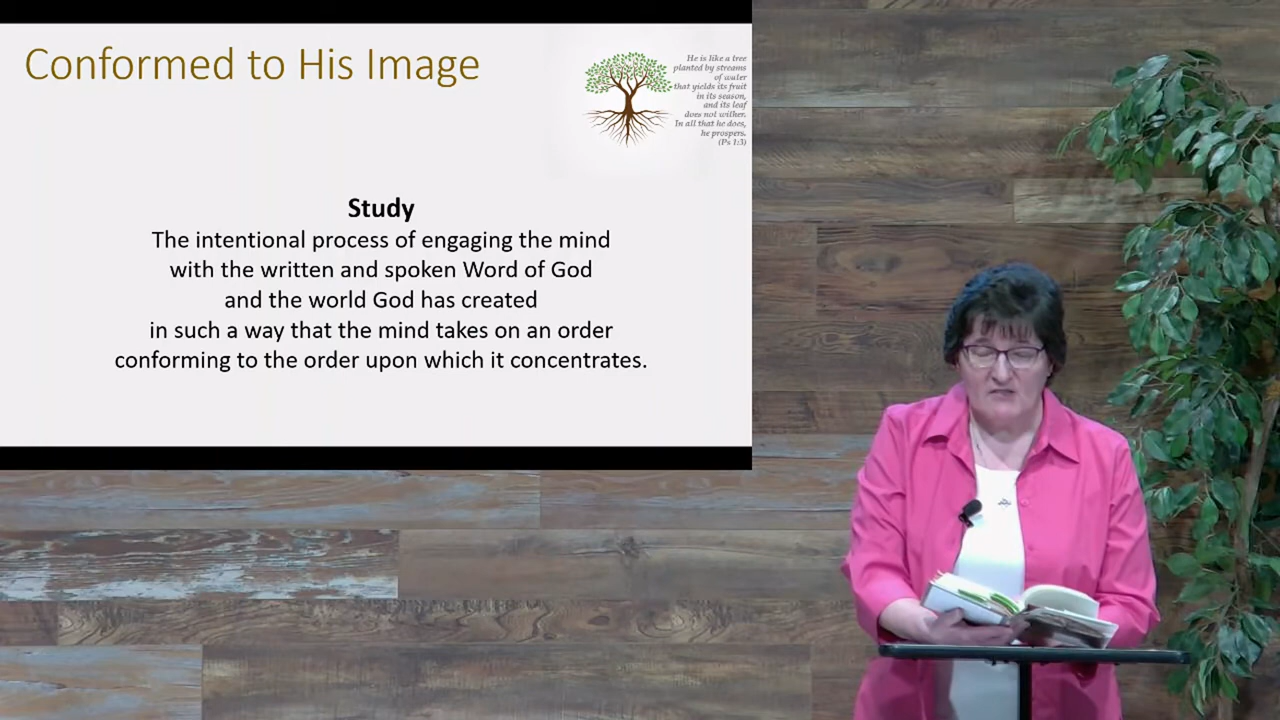 Conformed to His Image
He is like a tree
planted by streams
of water
that yields its fruit
in its season,
and its leaf
does not wither.
In all that he does,
he prospers.
(Ps 1:3)
Study
The intentional process of engaging the mind
with the written and spoken Word of God
and the world God has created
in such a way that the mind takes on an order
conforming to the order upon which it concentrates.